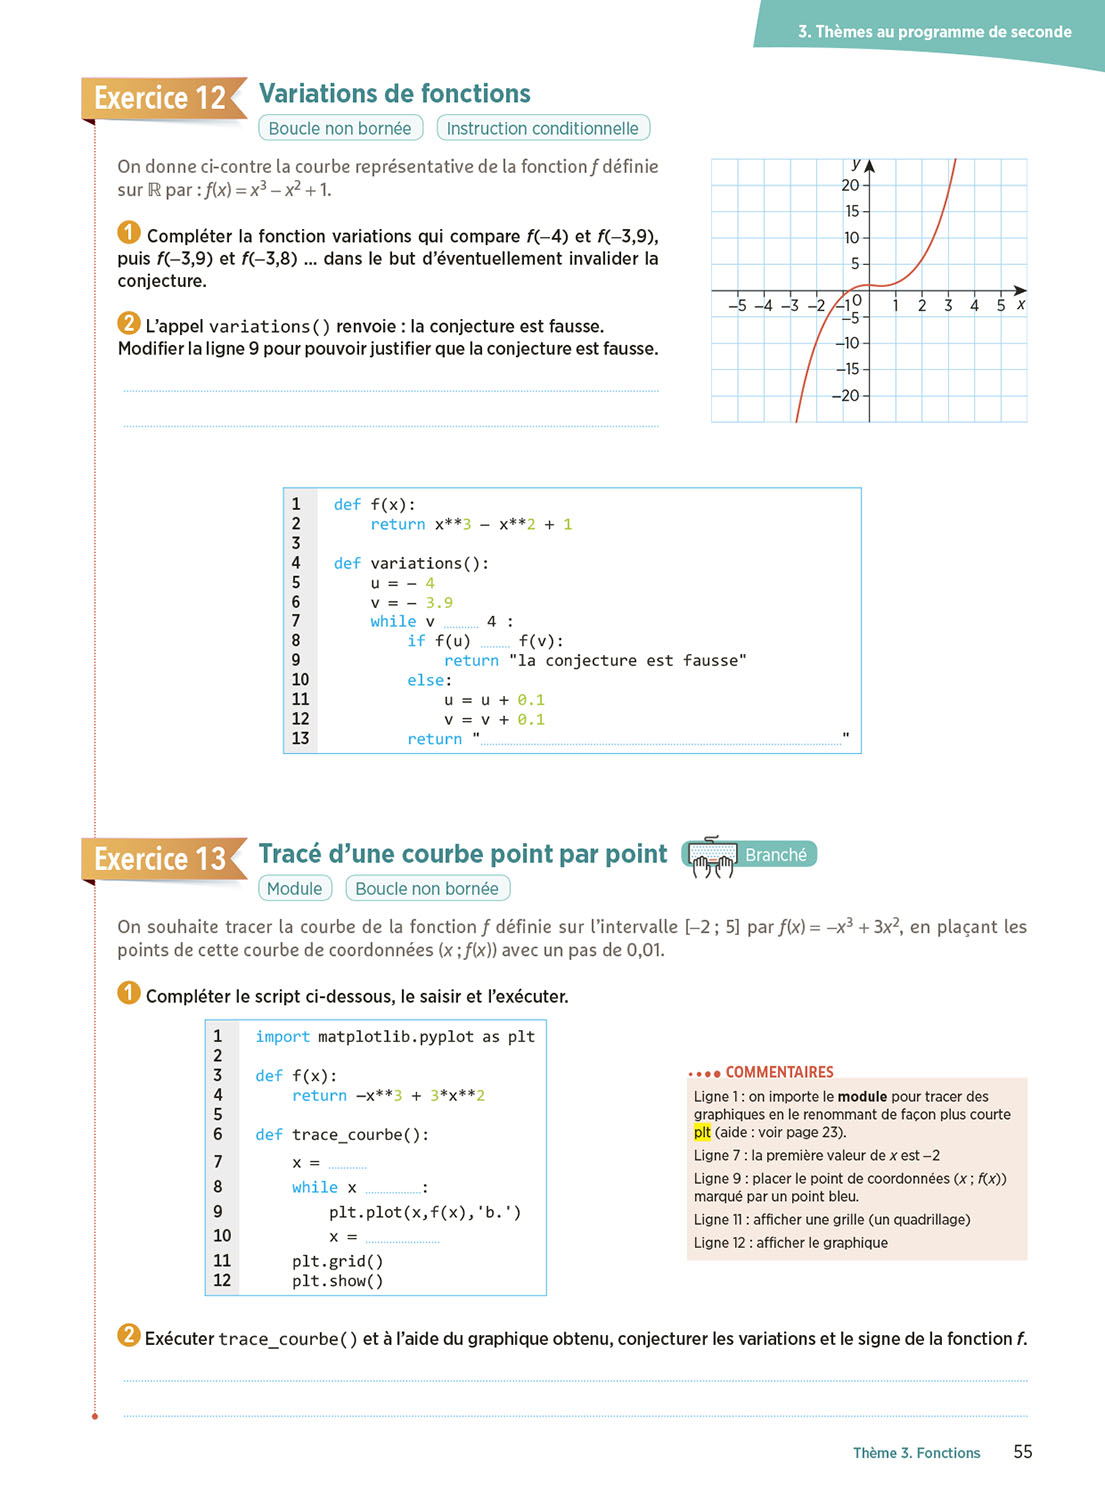 3. Thèmes au programme de seconde
Exercice 12
Variations de fonctions
Boucle non bornée
Instruction conditionnelle
On donne ci-contre la courbe représentative de la fonction f définie
sur ℝ par : f(x) = x³ – x² + 1.
1 Compléter la fonction variations qui compare f(–4) et f(–3,9),
puis f(–3,9) et f(–3,8) ... dans le but d’éventuellement invalider la
conjecture.
2 L’appel variations() renvoie : la conjecture est fausse.
Modifier la ligne 9 pour pouvoir justifier que la conjecture est fausse.
y
20
15
10
5
–5 –4 –3 –2 –1 0 1 2 3 4 5 x
–5
–10
–15
–20
1 def f(x):
2 return x**3 – x**2 + 1
3
4 def variations():
5 u = – 4
6 v = – 3.9
7 while v .......... 4 :
8 if f(u) ........ f(v):
9 return "la conjecture est fausse"
10 else:
11 u = u + 0.1
12 v = v + 0.1
13 return "........................................"
Exercice 13
Tracé d’une courbe point par point
Branché
Module
Boucle non bornée
On souhaite tracer la courbe de la fonction f définie sur l’intervalle [–2 ; 5] par f(x) = –x³ + 3x², en plaçant les
points de cette courbe de coordonnées (x ; f(x)) avec un pas de 0,01.
1 Compléter le script ci-dessous, le saisir et l’exécuter.
1 import matplotlib.pyplot as plt
2
3 def f(x):
4 return –x**3 + 3*x**2
5
6 def trace_courbe():
7 x = ..........
8 while x ..............:
9 plt.plot(x,f(x),'b.')
10 x = ....................
11 plt.grid()
12 plt.show()
COMMENTAIRES
Ligne 1 : on importe le module pour tracer des
graphiques en le renommant de façon plus courte
plt (aide : voir page 23).
Ligne 7 : la première valeur de x est –2
Ligne 9 : placer le point de coordonnées (x ; f(x))
marqué par un point bleu.
Ligne 11 : afficher une grille (un quadrillage)
Ligne 12 : afficher le graphique
2 Exécuter trace_courbe() et à l’aide du graphique obtenu, conjecturer les variations et le signe de la fonction f.
Thème 3. Fonctions 55